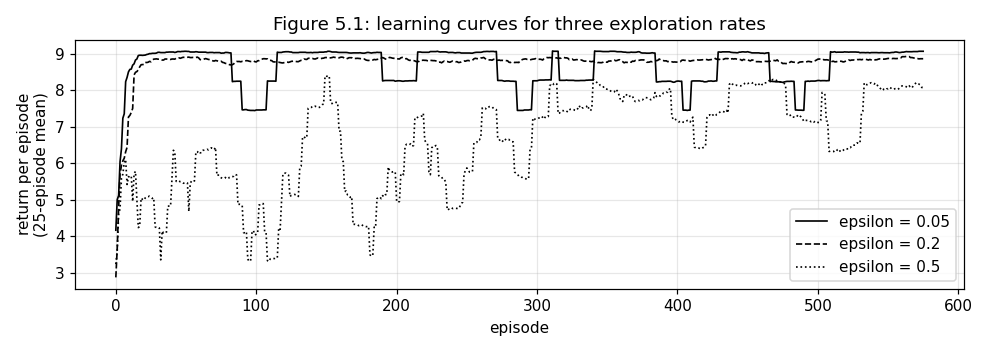 Figure 5.1: learning curves for three exploration rates
return per episode
(25-episode mean)
9
8
7
6
5
4
3
0
100
200
300
400
500
600
episode
epsilon = 0.05
epsilon = 0.2
epsilon = 0.5